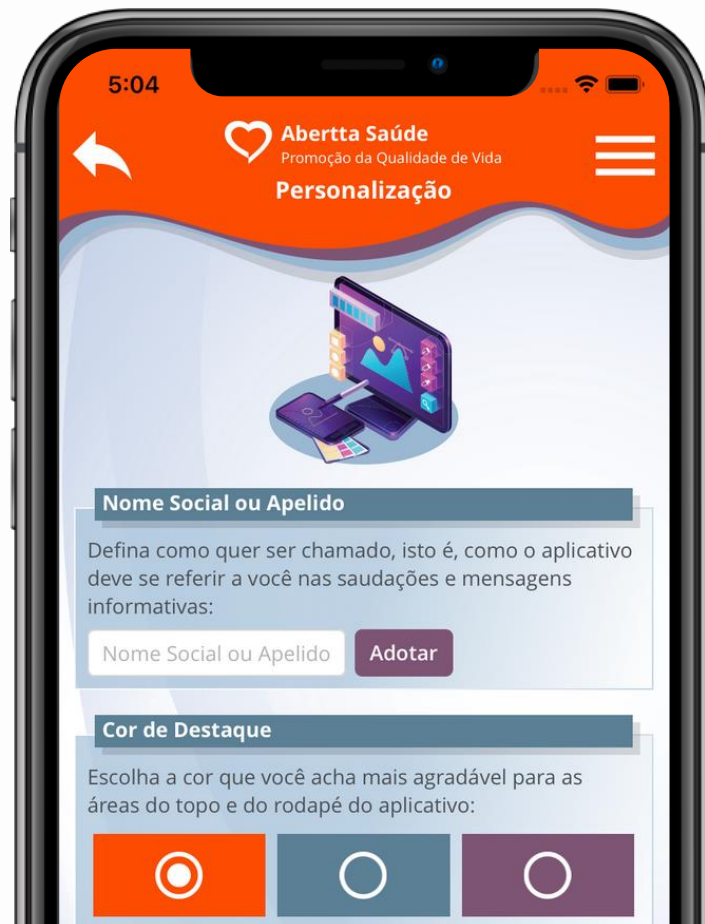 5:04
Abertta Saúde
Promoção da Qualidade de Vida
Personalização
Nome Social ou Apelido
Defina como quer ser chamado, isto é, como o aplicativo
deve se referir a você nas saudações e mensagens
informativas:
Nome Social ou Apelido
Adotar
Cor de Destaque
Escolha a cor que você acha mais agradável para as
áreas do topo e do rodapé do aplicativo: